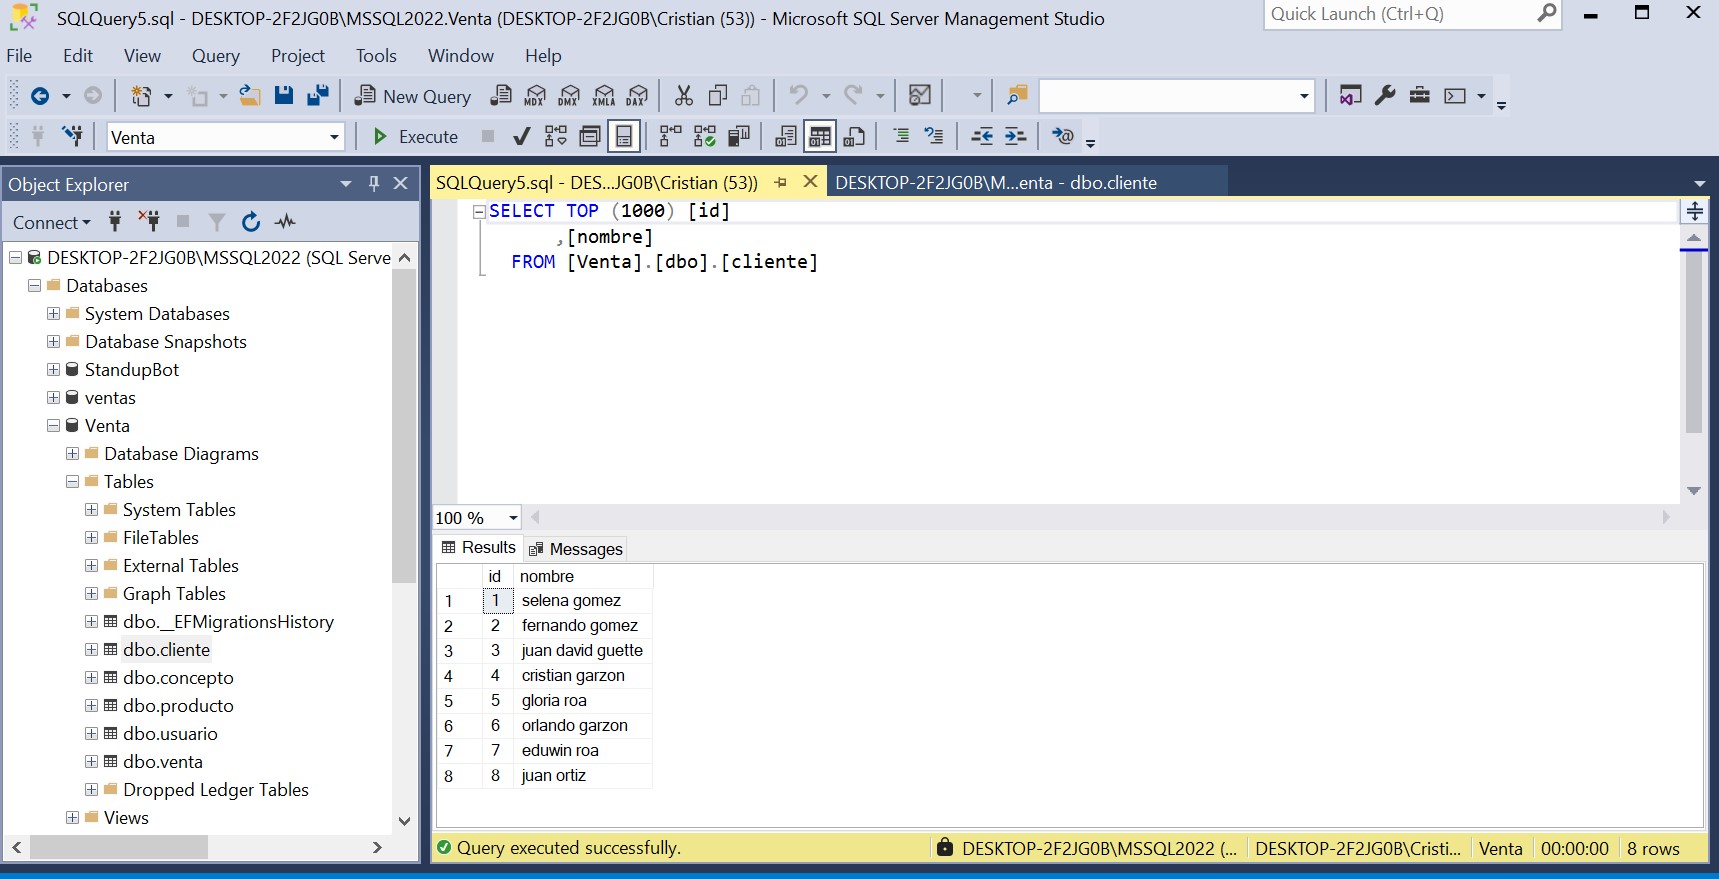 SQLQuery5.sql - DESKTOP-2F2JG0B\MSSQL2022.Venta (DESKTOP-2F2JG0B\Cristian (53)) - Microsoft SQL Server Management Studio
Quick Launch (Ctrl+Q)
File Edit View Query Project Tools Window Help
New Query MDX DMX XMLA DAX
Venta Execute
Object Explorer
Connect
DESKTOP-2F2JG0B\MSSQL2022 (SQL Serve
Databases
System Databases
Database Snapshots
StandupBot
ventas
Venta
Database Diagrams
Tables
System Tables
FileTables
External Tables
Graph Tables
dbo.__EFMigrationsHistory
dbo.cliente
dbo.concepto
dbo.producto
dbo.usuario
dbo.venta
Dropped Ledger Tables
Views
SQLQuery5.sql - DES...JG0B\Cristian (53)) DESKTOP-2F2JG0B\M...enta - dbo.cliente
SELECT TOP (1000) [id]
,[nombre]
FROM [Venta].[dbo].[cliente]
100 %
Results Messages
id nombre
1 1 selena gomez
2 2 fernando gomez
3 3 juan david guette
4 4 cristian garzon
5 5 gloria roa
6 6 orlando garzon
7 7 eduwin roa
8 8 juan ortiz
Query executed successfully. DESKTOP-2F2JG0B\MSSQL2022 (... DESKTOP-2F2JG0B\Cristi... Venta 00:00:00 8 rows